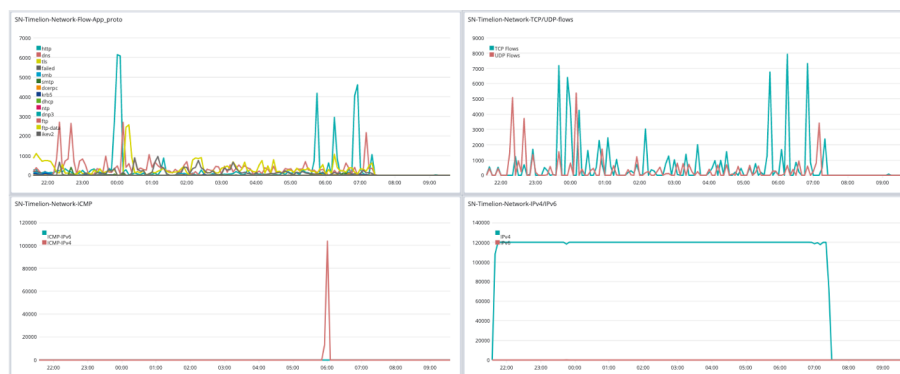 SN-Timelion-Network-Flow-App_proto
7000
6000
5000
4000
3000
2000
1000
0
http
dns
tls
failed
smb
smtp
dcerpc
krb5
dhcp
ntp
dnp3
ftp
ftp-data
ikev2
22:00 23:00 00:00 01:00 02:00 03:00 04:00 05:00 06:00 07:00 08:00 09:00
SN-Timelion-Network-TCP/UDP-flows
9000
8000
7000
6000
5000
4000
3000
2000
1000
0
TCP Flows
UDP Flows
22:00 23:00 00:00 01:00 02:00 03:00 04:00 05:00 06:00 07:00 08:00 09:00
SN-Timelion-Network-ICMP
120000
100000
80000
60000
40000
20000
0
ICMP-IPv6
ICMP-IPv4
22:00 23:00 00:00 01:00 02:00 03:00 04:00 05:00 06:00 07:00 08:00 09:00
SN-Timelion-Network-IPv4/IPv6
140000
120000
100000
80000
60000
40000
20000
0
IPv4
IPv6
22:00 23:00 00:00 01:00 02:00 03:00 04:00 05:00 06:00 07:00 08:00 09:00